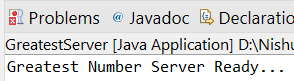 Problems @ Javadoc Declaratio
GreatestServer [Java Application] D:\Nishu
Greatest Number Server Ready...